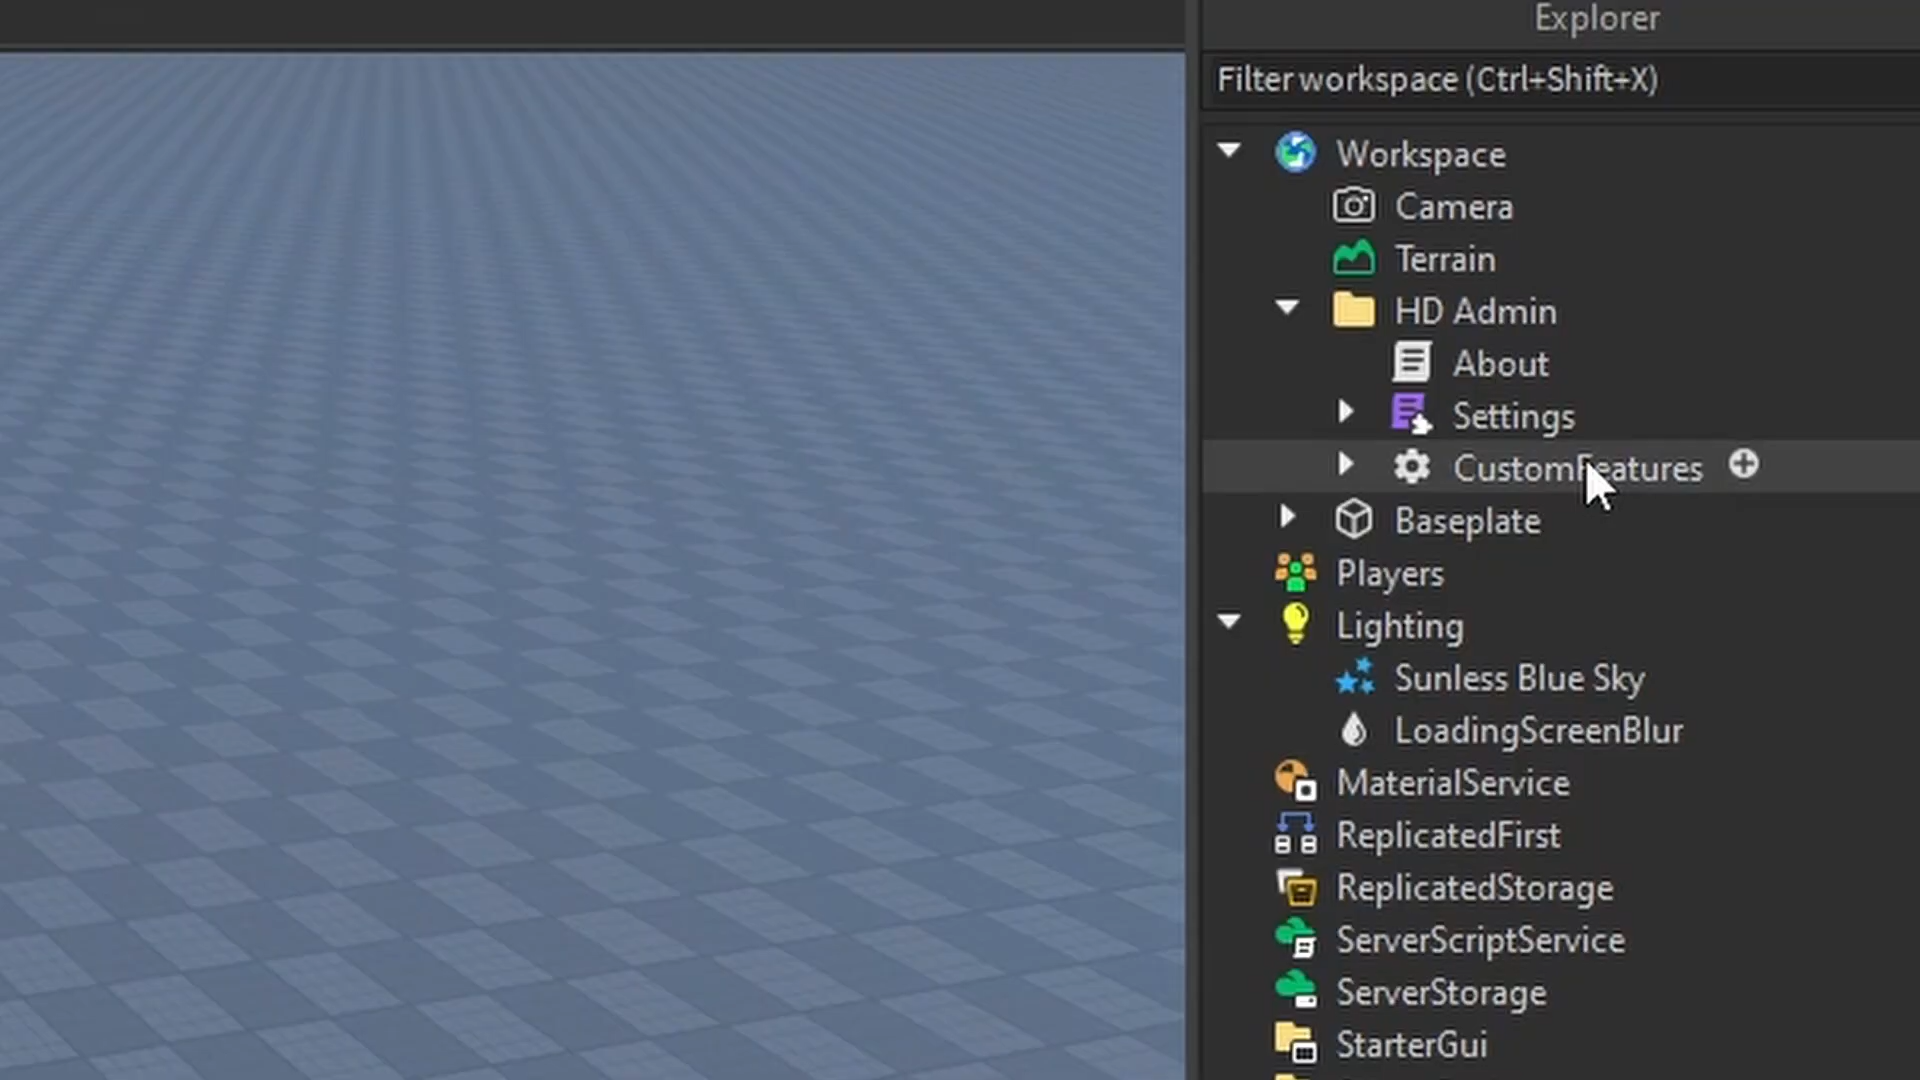 Explorer
Filter workspace (Ctrl+Shift+X)
Workspace
Camera
Terrain
HD Admin
About
Settings
CustomFeatures
Baseplate
Players
Lighting
Sunless Blue Sky
LoadingScreenBlur
MaterialService
ReplicatedFirst
ReplicatedStorage
ServerScriptService
ServerStorage
StarterGui